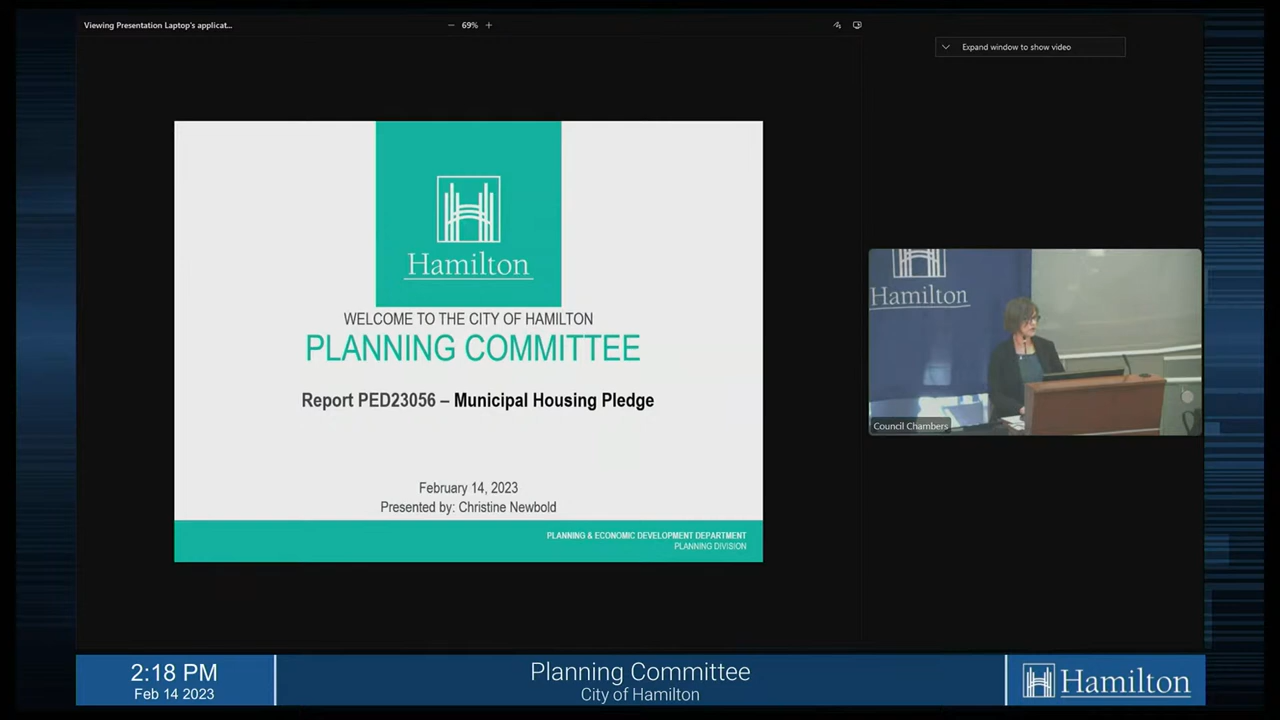 Viewing Presentation Laptop's applicat...
69%
Expand window to show video
Hamilton
WELCOME TO THE CITY OF HAMILTON
PLANNING COMMITTEE
Report PED23056 – Municipal Housing Pledge
February 14, 2023
Presented by: Christine Newbold
PLANNING & ECONOMIC DEVELOPMENT DEPARTMENT
PLANNING DIVISION
Hamilton
Council Chambers
2:18 PM
Feb 14 2023
Planning Committee
City of Hamilton
Hamilton